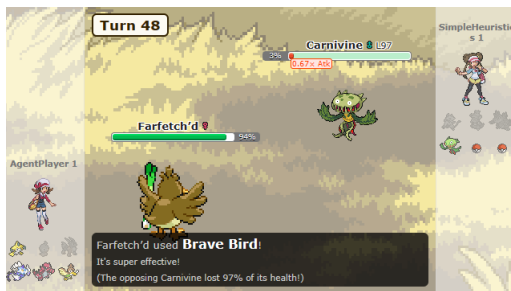 Turn 48
SimpleHeuristic
s 1
Carnivine L97
3%
0.67× Atk
Farfetch'd
94%
AgentPlayer 1
Farfetch'd used Brave Bird!
It's super effective!
(The opposing Carnivine lost 97% of its health!)